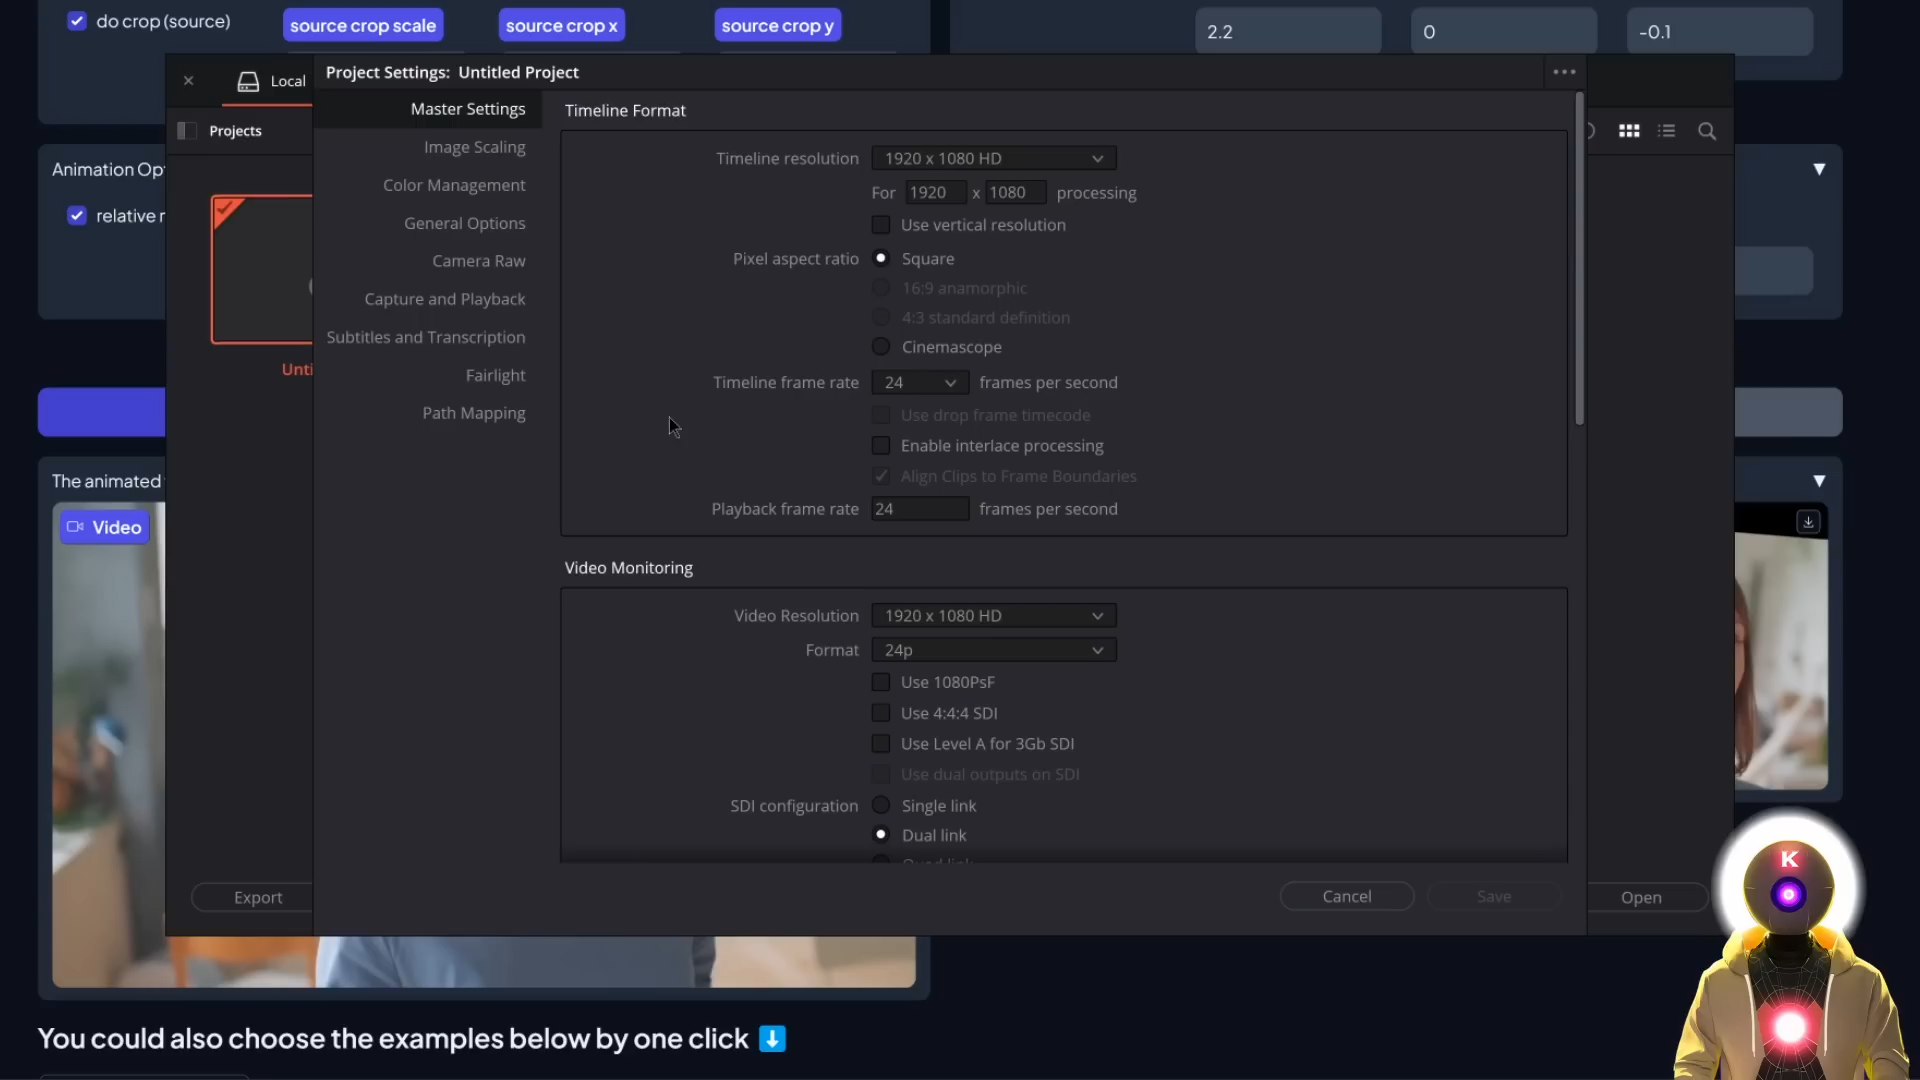 do crop (source)
source crop scale
source crop x
source crop y
2.2
0
-0.1
Local
Projects
Project Settings: Untitled Project
Master Settings
Image Scaling
Color Management
General Options
Camera Raw
Capture and Playback
Subtitles and Transcription
Fairlight
Path Mapping
Timeline Format
Timeline resolution
1920 x 1080 HD
For 1920 x 1080 processing
Use vertical resolution
Pixel aspect ratio
Square
16:9 anamorphic
4:3 standard definition
Cinemascope
Timeline frame rate
24
frames per second
Use drop frame timecode
Enable interlace processing
Align Clips to Frame Boundaries
Playback frame rate
24
frames per second
Video Monitoring
Video Resolution
1920 x 1080 HD
Format
24p
Use 1080PsF
Use 4:4:4 SDI
Use Level A for 3Gb SDI
Use dual outputs on SDI
SDI configuration
Single link
Dual link
Cancel
Save
Open
Export
Animation Op
relative
Unti
The animated
Video
K
You could also choose the examples below by one click